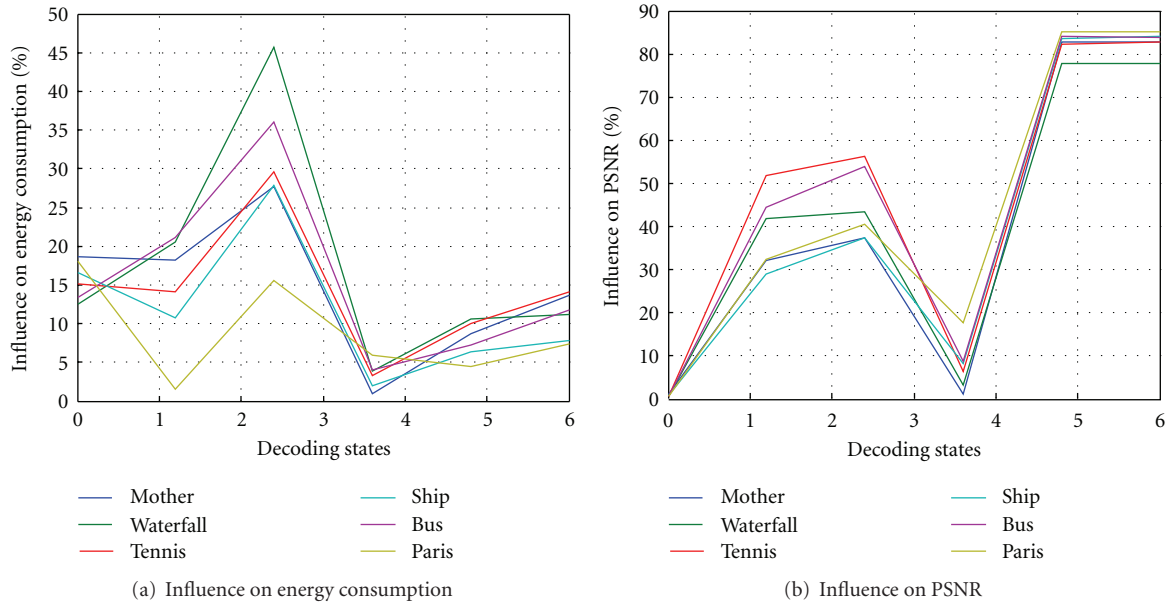 50
45
40
35
30
25
20
15
10
5
0
Influence on energy consumption (%)
0 1 2 3 4 5 6
Decoding states
Mother
Waterfall
Tennis
Ship
Bus
Paris
(a) Influence on energy consumption
90
80
70
60
50
40
30
20
10
0
Influence on PSNR (%)
0 1 2 3 4 5 6
Decoding states
Mother
Waterfall
Tennis
Ship
Bus
Paris
(b) Influence on PSNR